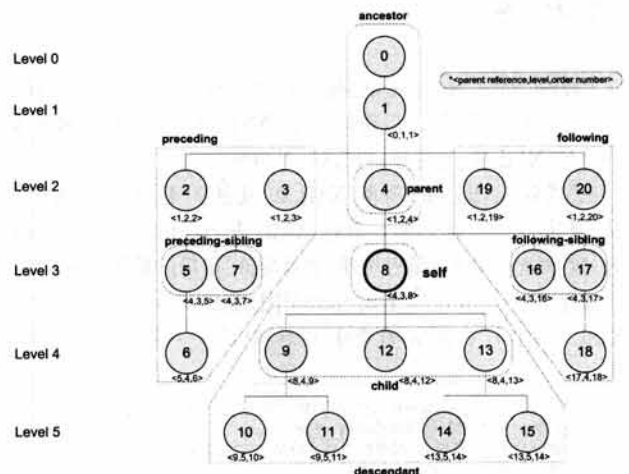 ancestor
Level 0
0
*<parent reference,level,order number>
Level 1
1
<0,1,1>
preceding
following
Level 2
2
3
4
parent
19
20
<1,2,2>
<1,2,3>
<1,2,4>
<1,2,19>
<1,2,20>
preceding-sibling
following-sibling
Level 3
5
7
8
self
16
17
<4,3,5>
<4,3,7>
<4,3,8>
<4,3,16>
<4,3,17>
Level 4
6
9
12
13
18
<5,4,6>
<8,4,9>
child
<8,4,12>
<8,4,13>
<17,4,18>
Level 5
10
11
14
15
<9,5,10>
<9,5,11>
<13,5,14>
<13,5,14>
descendant